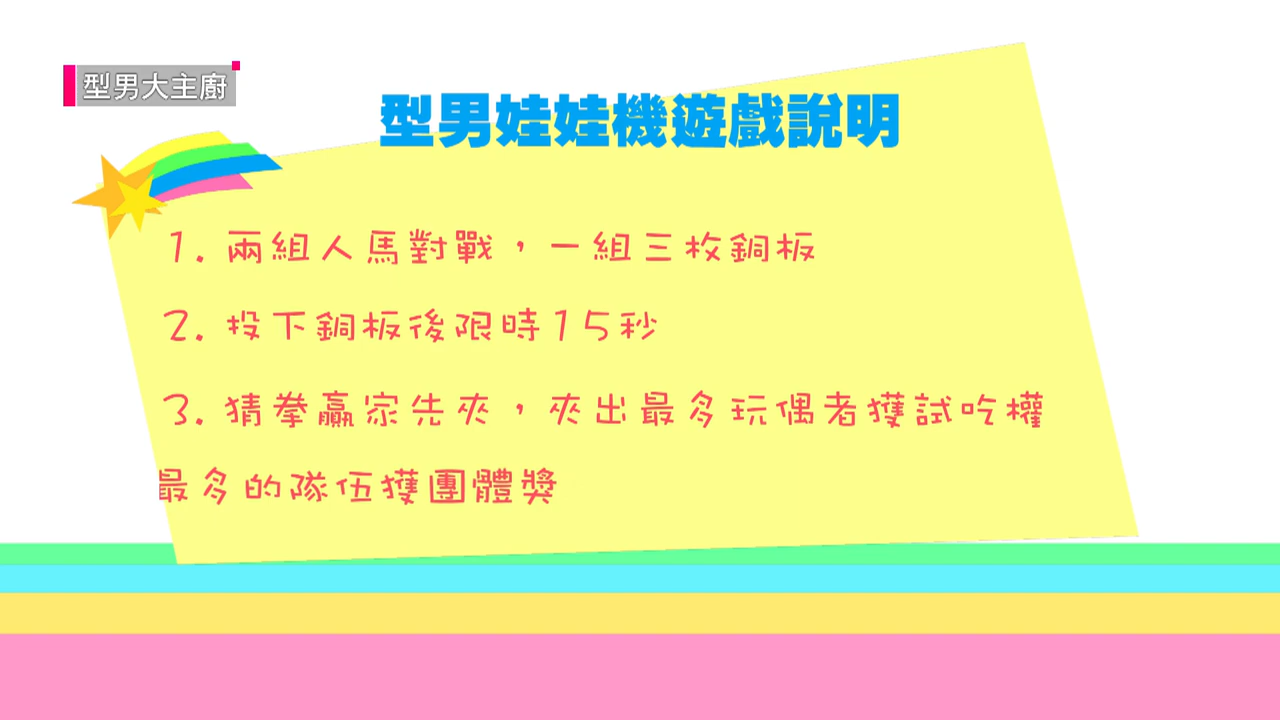 型男大主廚
型男娃娃機遊戲說明
1. 兩組人馬對戰，一組三枚銅板
2. 投下銅板後限時15秒
3. 猜拳贏家先夾，夾出最多玩偶者獲試吃權
最多的隊伍獲團體獎